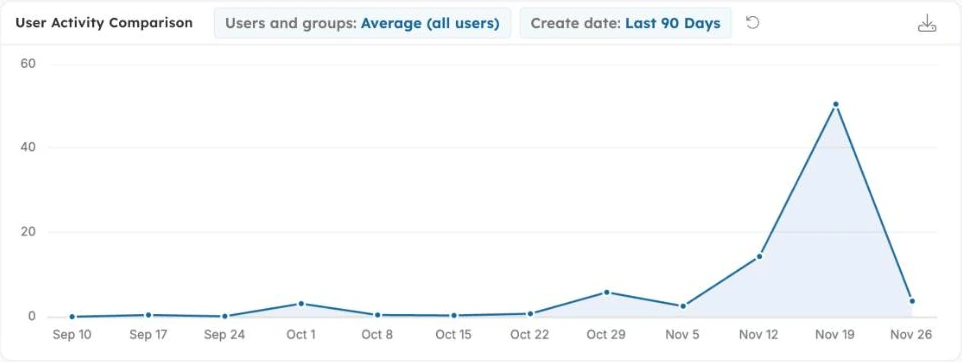 User Activity Comparison Users and groups: Average (all users) Create date: Last 90 Days
60
40
20
0
Sep 10 Sep 17 Sep 24 Oct 1 Oct 8 Oct 15 Oct 22 Oct 29 Nov 5 Nov 12 Nov 19 Nov 26